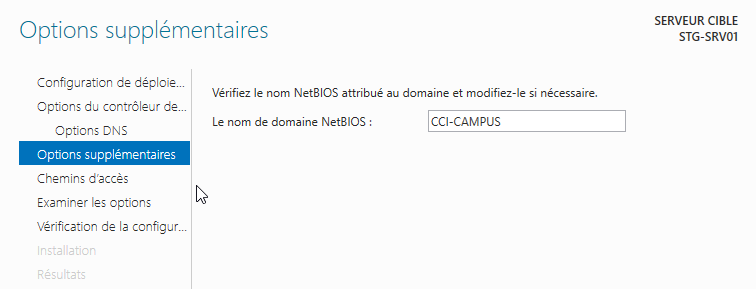 Options supplémentaires
SERVEUR CIBLE
STG-SRV01
Configuration de déploie...
Options du contrôleur de...
Options DNS
Options supplémentaires
Chemins d'accès
Examiner les options
Vérification de la configur...
Installation
Résultats
Vérifiez le nom NetBIOS attribué au domaine et modifiez-le si nécessaire.
Le nom de domaine NetBIOS : CCI-CAMPUS